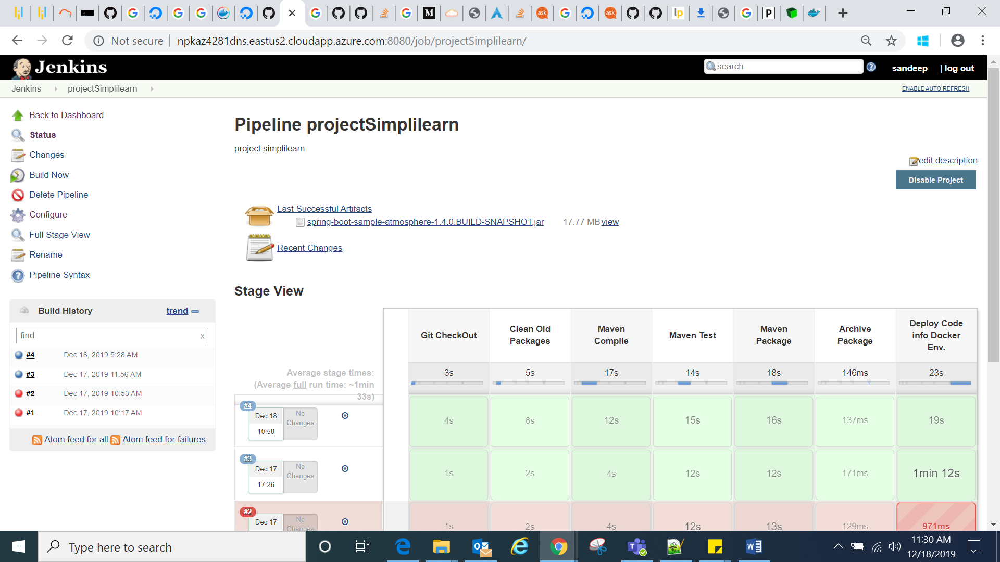 ask
ask
lp
P
M
Not secure
npkaz4281dns.eastus2.cloudapp.azure.com:8080/job/projectSimplilearn/
Jenkins
search
sandeep
| log out
Jenkins
projectSimplilearn
ENABLE AUTO REFRESH
Back to Dashboard
Status
Changes
Build Now
Delete Pipeline
Configure
Full Stage View
Rename
Pipeline Syntax
Build History
trend
find
x
#4 Dec 18, 2019 5:28 AM
#3 Dec 17, 2019 11:56 AM
#2 Dec 17, 2019 10:53 AM
#1 Dec 17, 2019 10:17 AM
Atom feed for all
Atom feed for failures
Pipeline projectSimplilearn
project simplilearn
edit description
Disable Project
Last Successful Artifacts
spring-boot-sample-atmosphere-1.4.0.BUILD-SNAPSHOT.jar 17.77 MB view
Recent Changes
Stage View
Git CheckOut
Clean Old
Packages
Maven
Compile
Maven Test
Maven
Package
Archive
Package
Deploy Code
info Docker
Env.
Average stage times:
(Average full run time: ~1min
33s)
3s 5s 17s 14s 18s 146ms 23s
#4
Dec 18
10:58
No
Changes
4s 6s 12s 15s 16s 137ms 19s
#3
Dec 17
17:26
No
Changes
1s 2s 4s 12s 12s 171ms 1min 12s
#2
Dec 17
No
Changes
1s 2s 4s 12s 13s 129ms 971ms
Type here to search
11:30 AM
12/18/2019